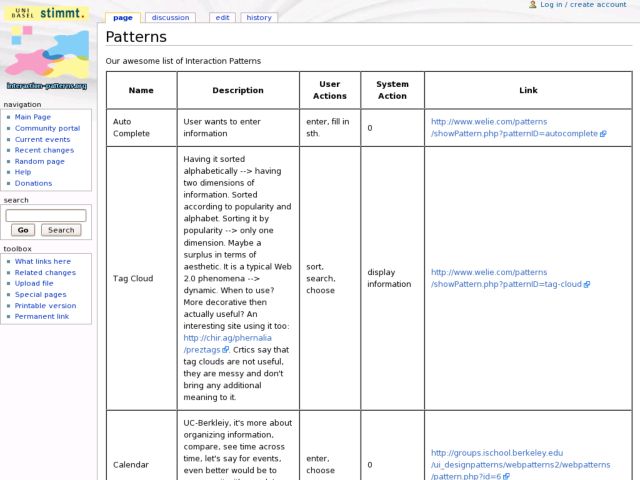 Log in / create account
UNI
BASEL
stimmt.
interaction-patterns.org
page
discussion
edit
history
Patterns
Our awesome list of Interaction Patterns
navigation
Main Page
Community portal
Current events
Recent changes
Random page
Help
Donations
search
Go
Search
toolbox
What links here
Related changes
Upload file
Special pages
Printable version
Permanent link
Name
Description
User
Actions
System
Action
Link
Auto
Complete
User wants to enter
information
enter, fill in
sth.
0
http://www.welie.com/patterns
/showPattern.php?patternID=autocomplete
Tag Cloud
Having it sorted
alphabetically --> having
two dimensions of
information. Sorted
according to popularity and
alphabet. Sorting it by
popularity --> only one
dimension. Maybe a
surplus in terms of
aesthetic. It is a typical Web
2.0 phenomena -->
dynamic. When to use?
More decorative then
actually useful? An
interesting site using it too:
http://chir.ag/phernalia
/preztags. Crtics say that
tag clouds are not useful,
they are messy and don't
bring any additional
meaning to it.
sort,
search,
choose
display
information
http://www.welie.com/patterns
/showPattern.php?patternID=tag-cloud
Calendar
UC-Berkleiy, it's more about
organizing information,
compare, see time across
time, let's say for events,
even better would be to
enter,
choose
0
http://groups.ischool.berkeley.edu
/ui_designpatterns/webpatterns2/webpatterns
/pattern.php?id=6